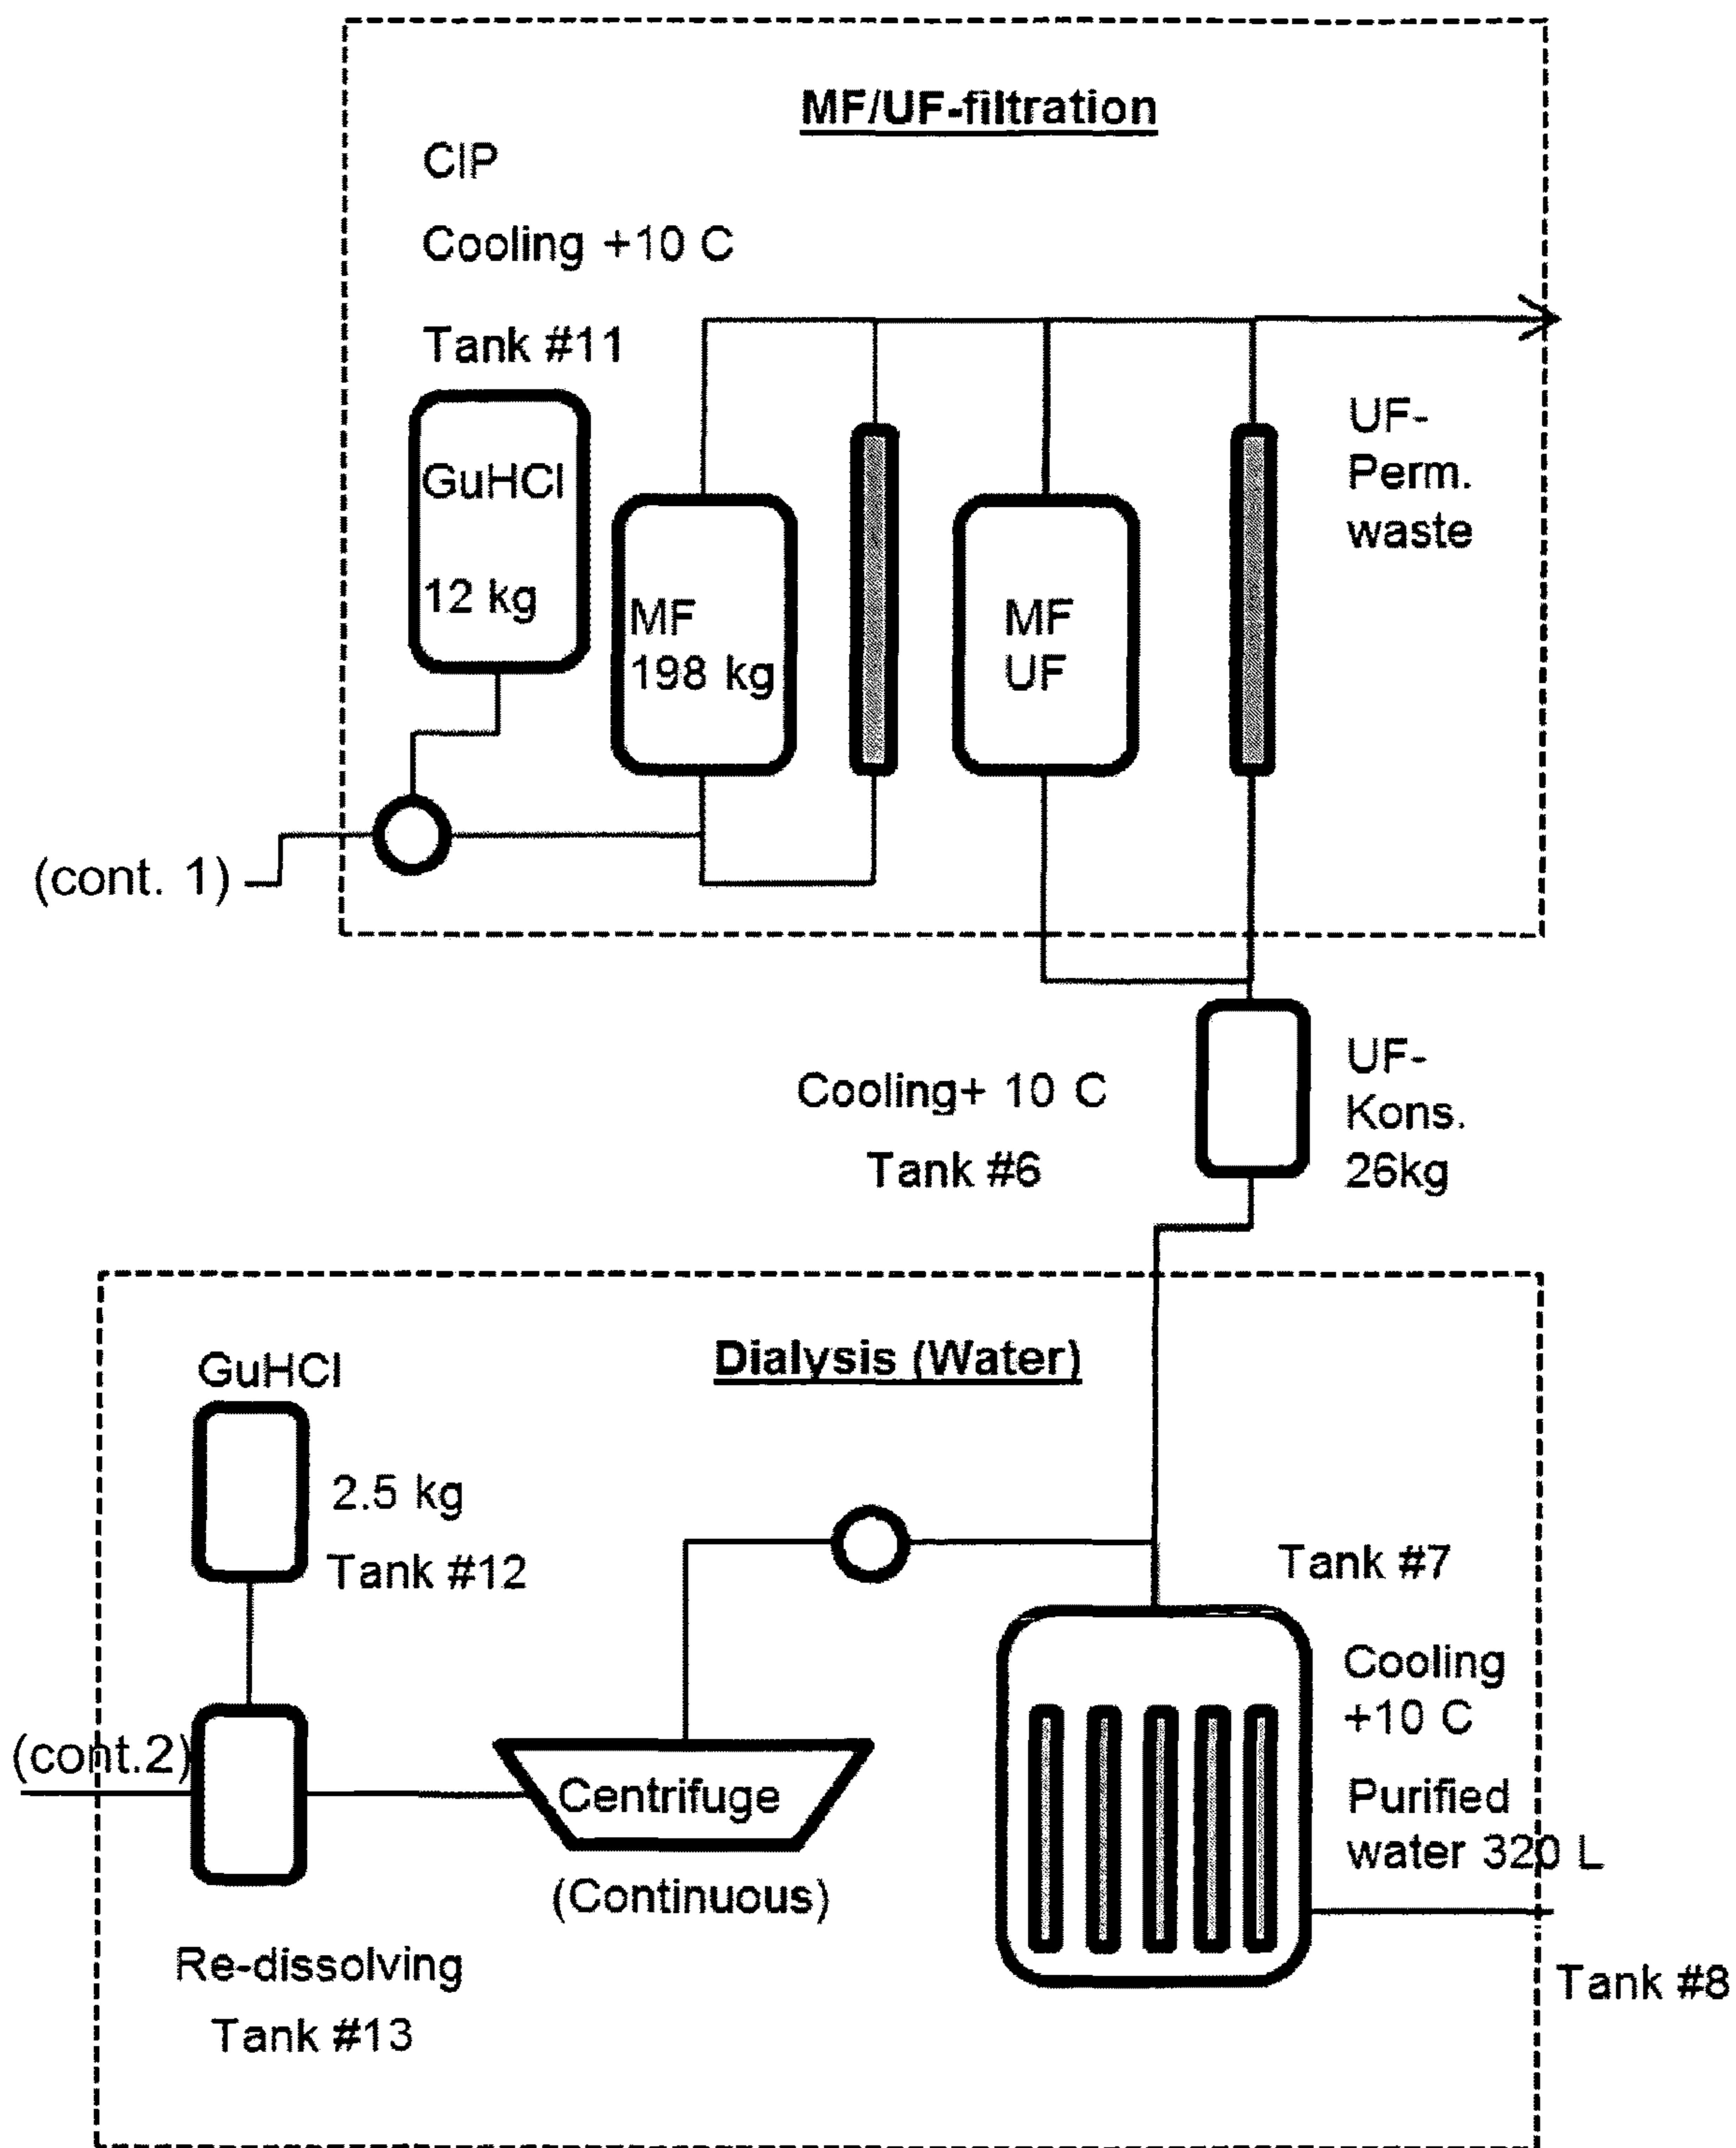 MF/UF-filtration
CIP
Cooling +10 C
Tank #11
GuHCl
12 kg
MF
198 kg
MF
UF
UF-
Perm.
waste
(cont. 1)
Cooling+ 10 C
Tank #6
UF-
Kons.
26kg
Dialysis (Water)
GuHCl
2.5 kg
Tank #12
Tank #7
Cooling
+10 C
Purified
water 320 L
(cont.2)
Centrifuge
(Continuous)
Re-dissolving
Tank #13
Tank #8